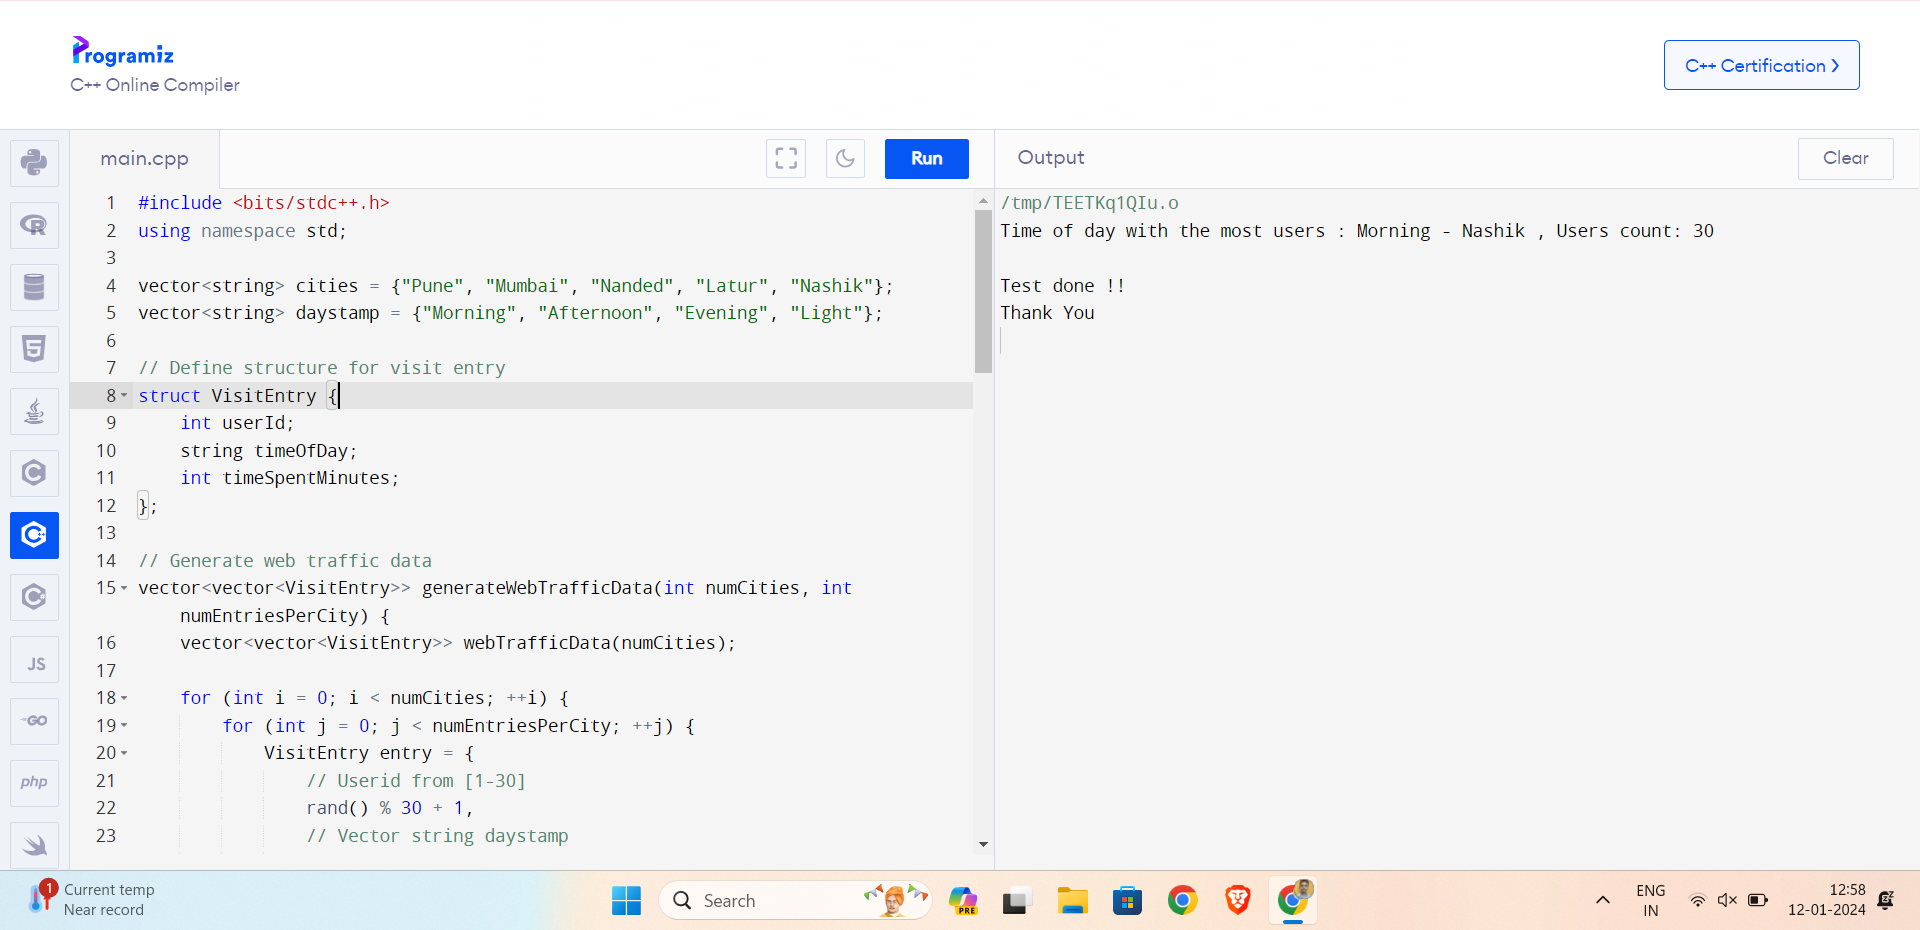 Programiz
C++ Online Compiler
C++ Certification >
main.cpp
Run
Output
Clear
1 #include <bits/stdc++.h>
2 using namespace std;
3
4 vector<string> cities = {"Pune", "Mumbai", "Nanded", "Latur", "Nashik"};
5 vector<string> daystamp = {"Morning", "Afternoon", "Evening", "Light"};
6
7 // Define structure for visit entry
8 struct VisitEntry {
9 int userId;
10 string timeOfDay;
11 int timeSpentMinutes;
12 };
13
14 // Generate web traffic data
15 vector<vector<VisitEntry>> generateWebTrafficData(int numCities, int
numEntriesPerCity) {
16 vector<vector<VisitEntry>> webTrafficData(numCities);
17
18 for (int i = 0; i < numCities; ++i) {
19 for (int j = 0; j < numEntriesPerCity; ++j) {
20 VisitEntry entry = {
21 // Userid from [1-30]
22 rand() % 30 + 1,
23 // Vector string daystamp
/tmp/TEETKq1QIu.o
Time of day with the most users : Morning - Nashik , Users count: 30
Test done !!
Thank You
R
5
C
C
JS
GO
php
1
Current temp
Near record
Search
PRE
ENG
IN
12:58
12-01-2024